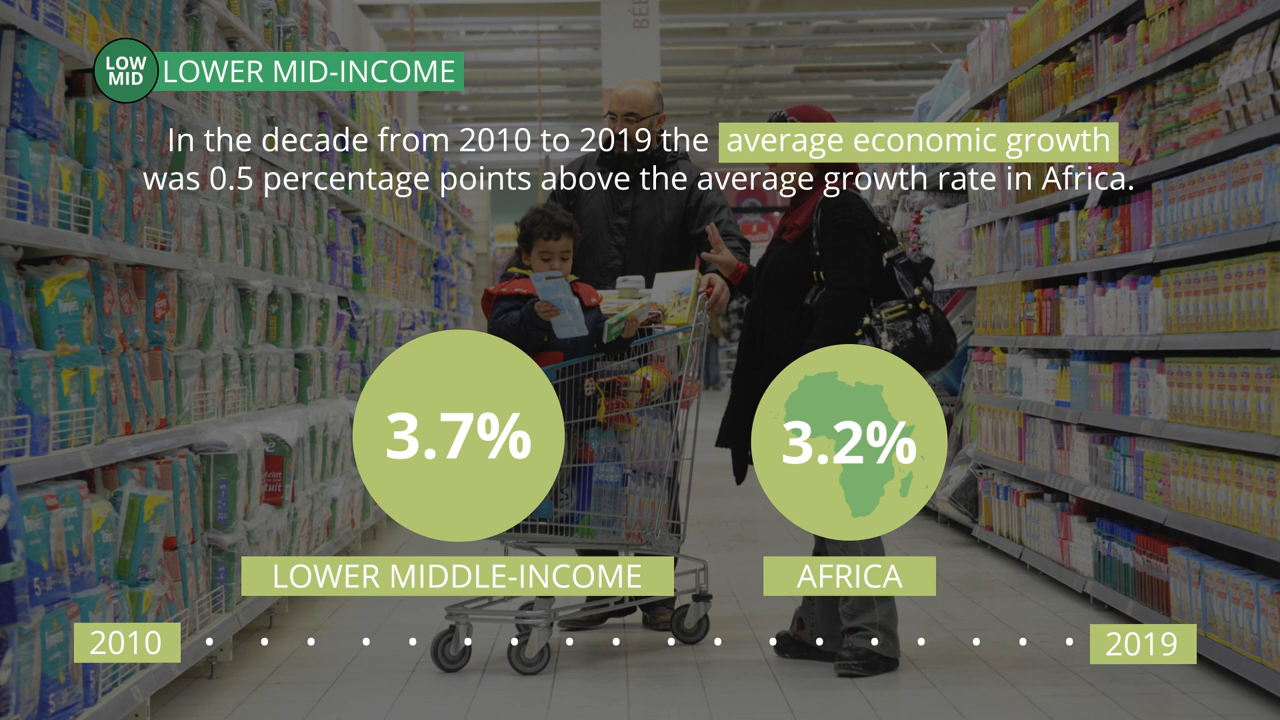 LOW
MID
LOWER MID-INCOME
In the decade from 2010 to 2019 the average economic growth
was 0.5 percentage points above the average growth rate in Africa.
3.7%
3.2%
LOWER MIDDLE-INCOME
AFRICA
2010
2019